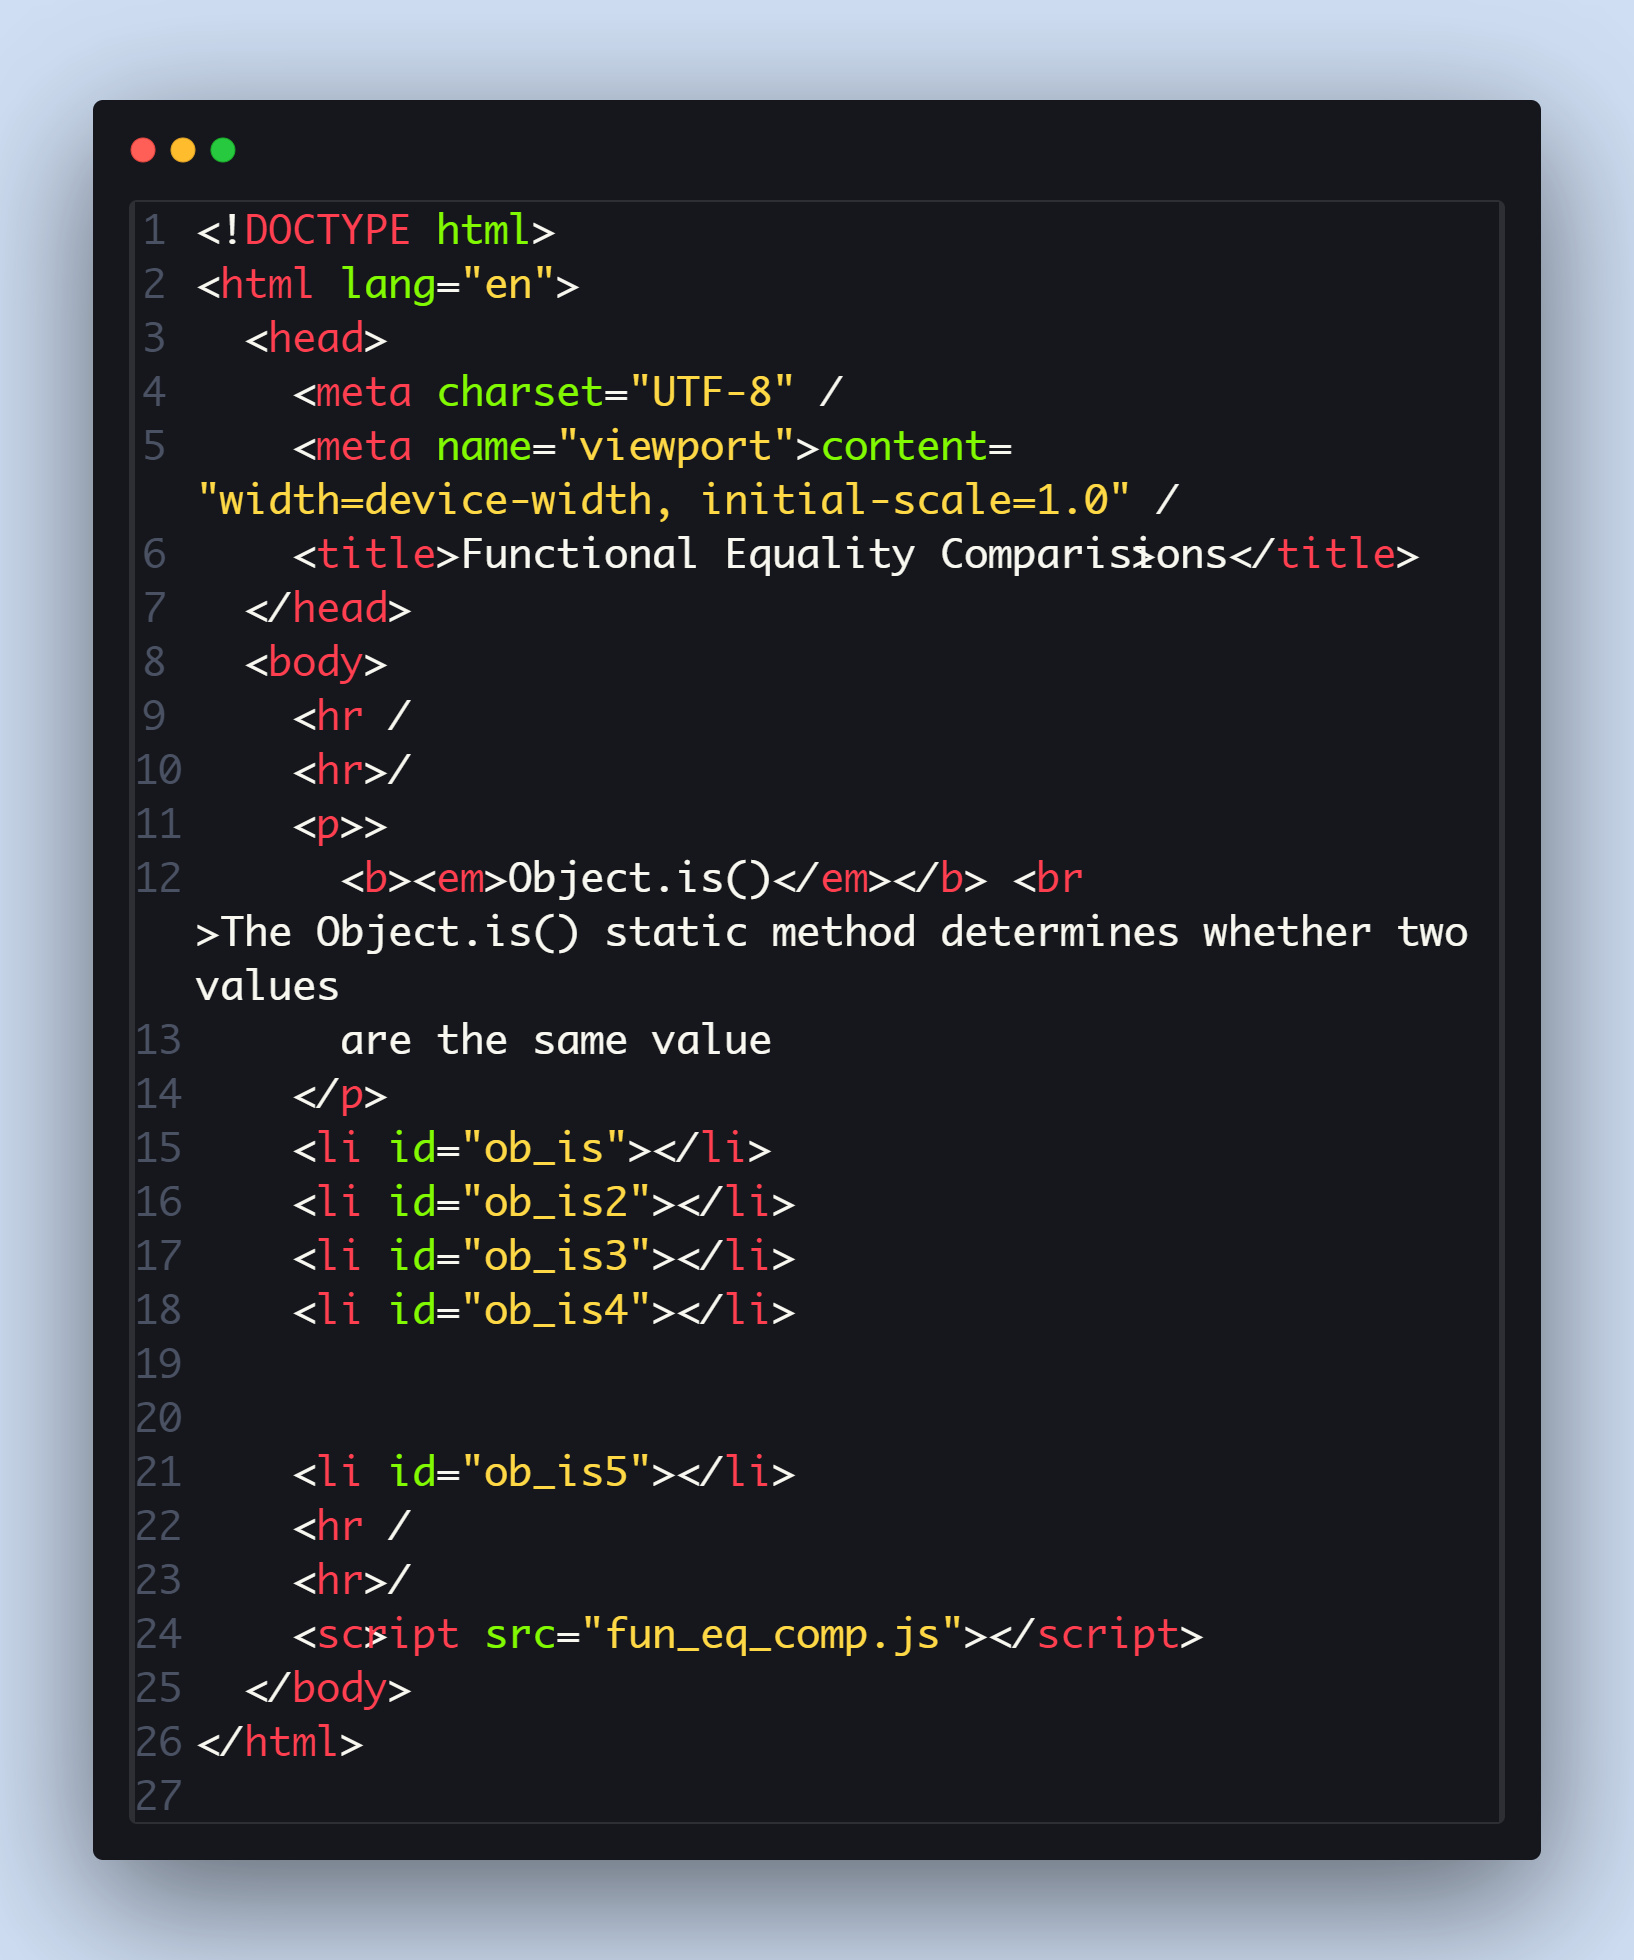 1 <!DOCTYPE html>
2 <html lang="en">
3   <head>
4     <meta charset="UTF-8" /
5     <meta name="viewport">content=
"width=device-width, initial-scale=1.0" /
6     <title>Functional Equality Comparisions</title>
7   </head>
8   <body>
9     <hr /
10     <hr>/
11     <p>>
12       <b><em>Object.is()</em></b> <br
>The Object.is() static method determines whether two
values
13       are the same value
14     </p>
15     <li id="ob_is"></li>
16     <li id="ob_is2"></li>
17     <li id="ob_is3"></li>
18     <li id="ob_is4"></li>
19
20
21     <li id="ob_is5"></li>
22     <hr /
23     <hr>/
24     <script src="fun_eq_comp.js"></script>
25   </body>
26 </html>
27